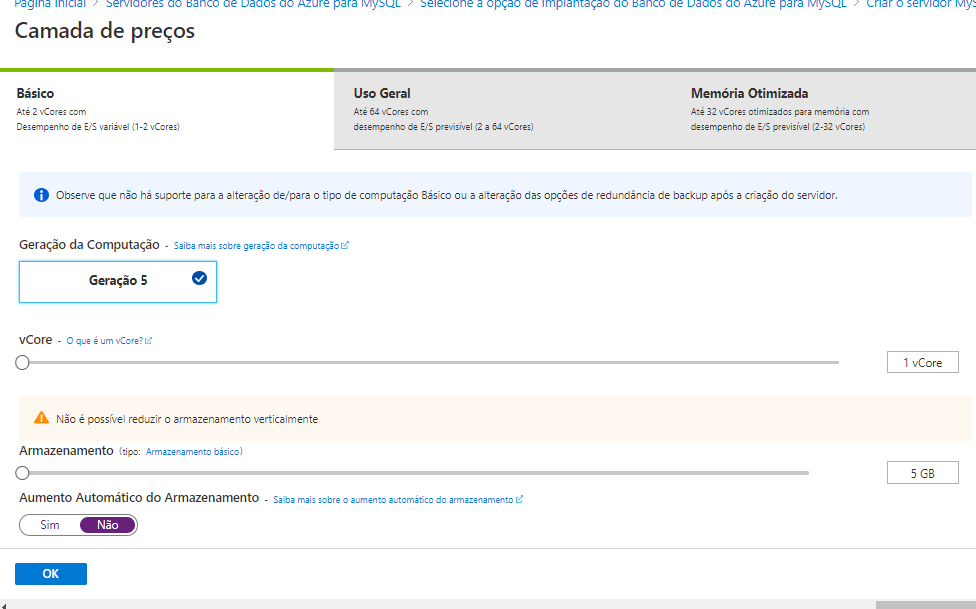 Página inicial > Servidores do Banco de Dados do Azure para MySQL > Selecione a opção de Implantação do Banco de Dados do Azure para MySQL > Criar o servidor MyS
Camada de preços
Básico
Até 2 vCores com
Desempenho de E/S variável (1-2 vCores)
Uso Geral
Até 64 vCores com
desempenho de E/S previsível (2 a 64 vCores)
Memória Otimizada
Até 32 vCores otimizados para memória com
desempenho de E/S previsível (2-32 vCores)
Observe que não há suporte para a alteração de/para o tipo de computação Básico ou a alteração das opções de redundância de backup após a criação do servidor.
Geração da Computação - Saiba mais sobre geração da computação
Geração 5
vCore - O que é um vCore?
1 vCore
Não é possível reduzir o armazenamento verticalmente
Armazenamento (tipo: Armazenamento básico)
5 GB
Aumento Automático do Armazenamento - Saiba mais sobre o aumento automático do armazenamento
Sim Não
OK